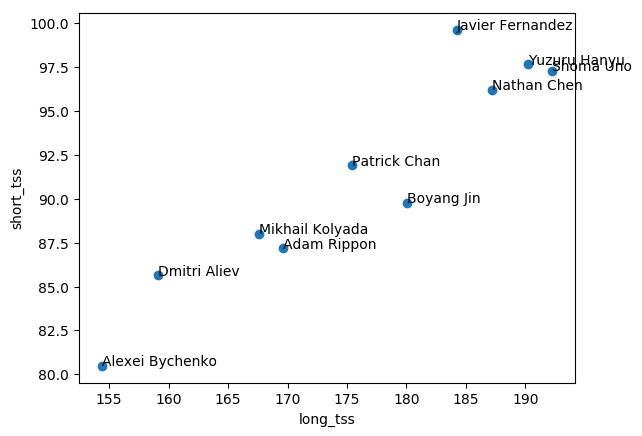 100.0
97.5
95.0
92.5
90.0
87.5
85.0
82.5
80.0
short_tss
Javier Fernandez
Yuzuru Hanyu
Shoma Uno
Nathan Chen
Patrick Chan
Boyang Jin
Mikhail Kolyada
Adam Rippon
Dmitri Aliev
Alexei Bychenko
155 160 165 170 175 180 185 190
long_tss